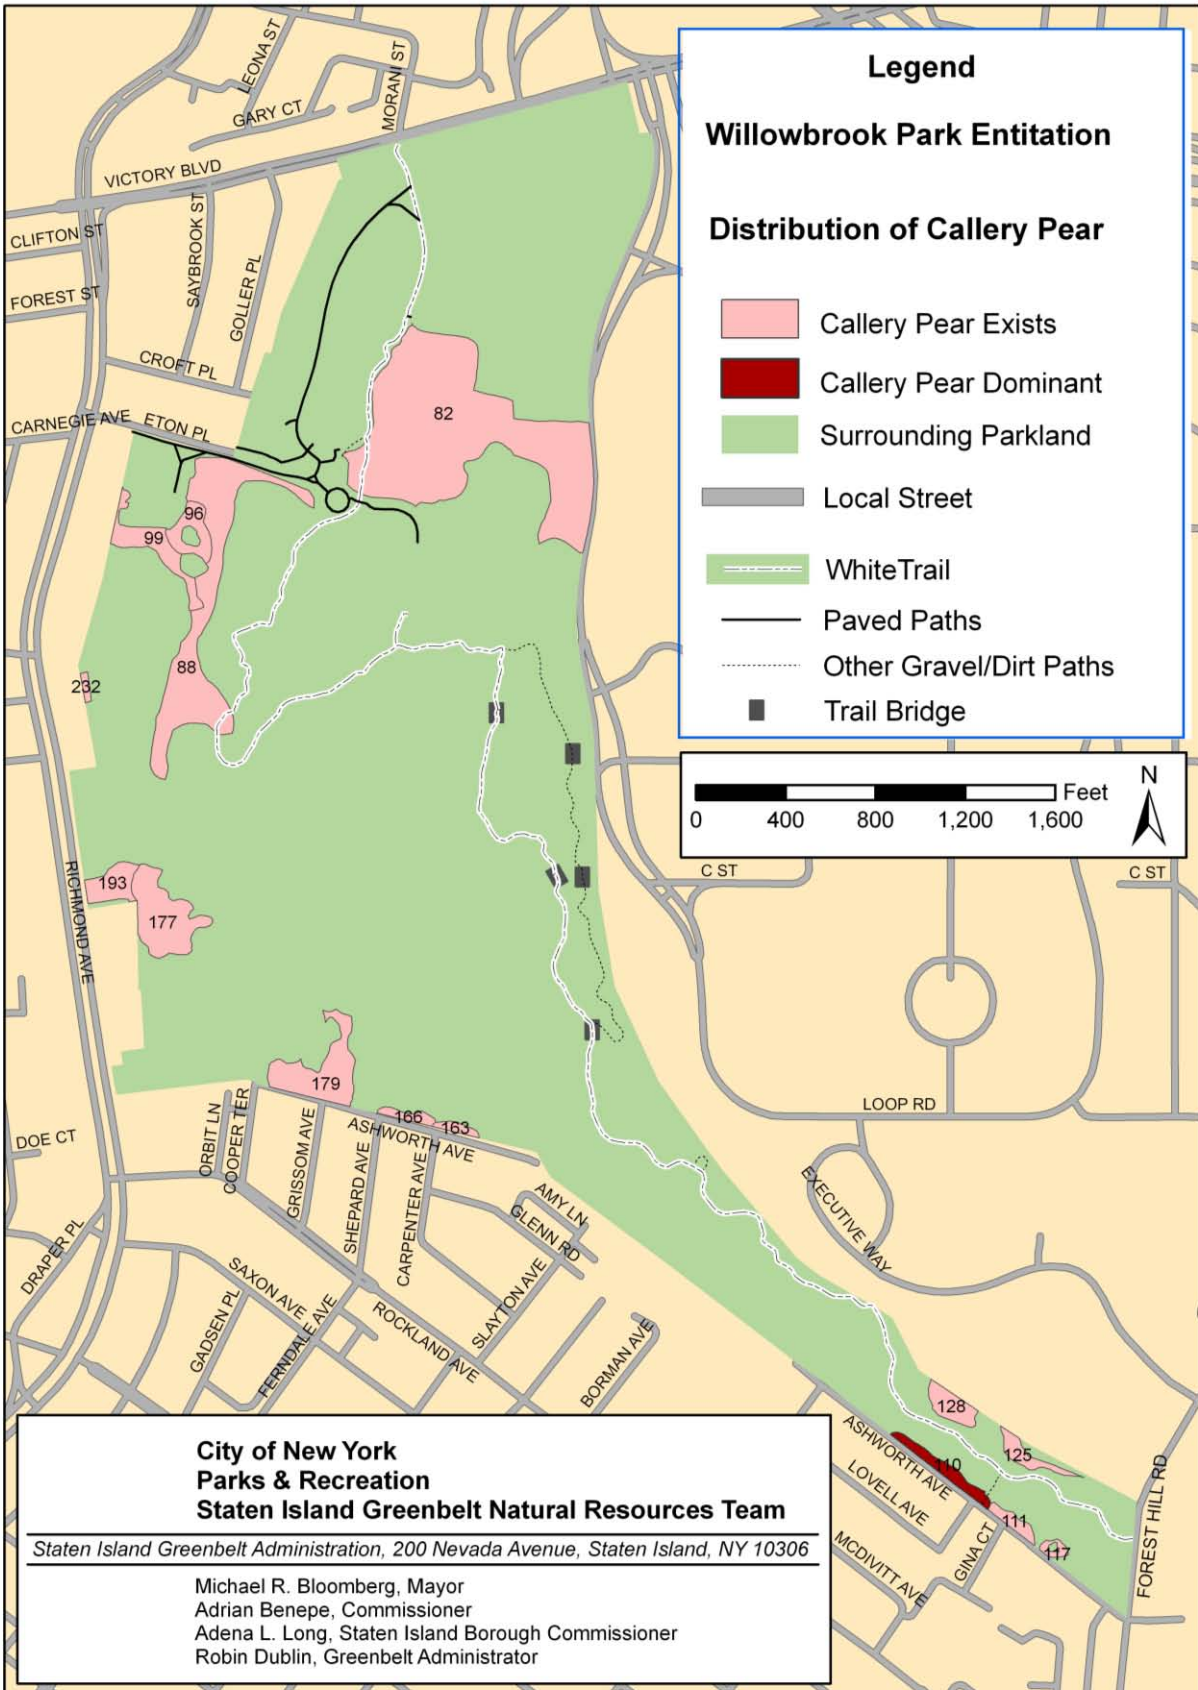 LEONA ST
GARY CT
MORANI ST
VICTORY BLVD
CLIFTON ST
FOREST ST
SAYBROOK ST
GOLLER PL
CROFT PL
CARNEGIE AVE
ETON PL
82
96
99
88
232
193
177
RICHMOND AVE
179
166
163
ASHWORTH AVE
DOE CT
ORBIT LN
COOPER TER
GRISSOM AVE
SHEPARD AVE
CARPENTER AVE
AMY LN
GLENN RD
SLAYTON AVE
DRAPER PL
SAXON AVE
GADSEN PL
FERNDALE AVE
ROCKLAND AVE
BORMAN AVE
C ST
C ST
LOOP RD
EXECUTIVE WAY
128
125
110
111
117
ASHWORTH AVE
LOVELL AVE
MCDIVITT AVE
GINA CT
FOREST HILL RD
Legend
Willowbrook Park Entitation
Distribution of Callery Pear
Callery Pear Exists
Callery Pear Dominant
Surrounding Parkland
Local Street
WhiteTrail
Paved Paths
Other Gravel/Dirt Paths
Trail Bridge
Feet
0 400 800 1,200 1,600
N
City of New York
Parks & Recreation
Staten Island Greenbelt Natural Resources Team
Staten Island Greenbelt Administration, 200 Nevada Avenue, Staten Island, NY 10306
Michael R. Bloomberg, Mayor
Adrian Benepe, Commissioner
Adena L. Long, Staten Island Borough Commissioner
Robin Dublin, Greenbelt Administrator